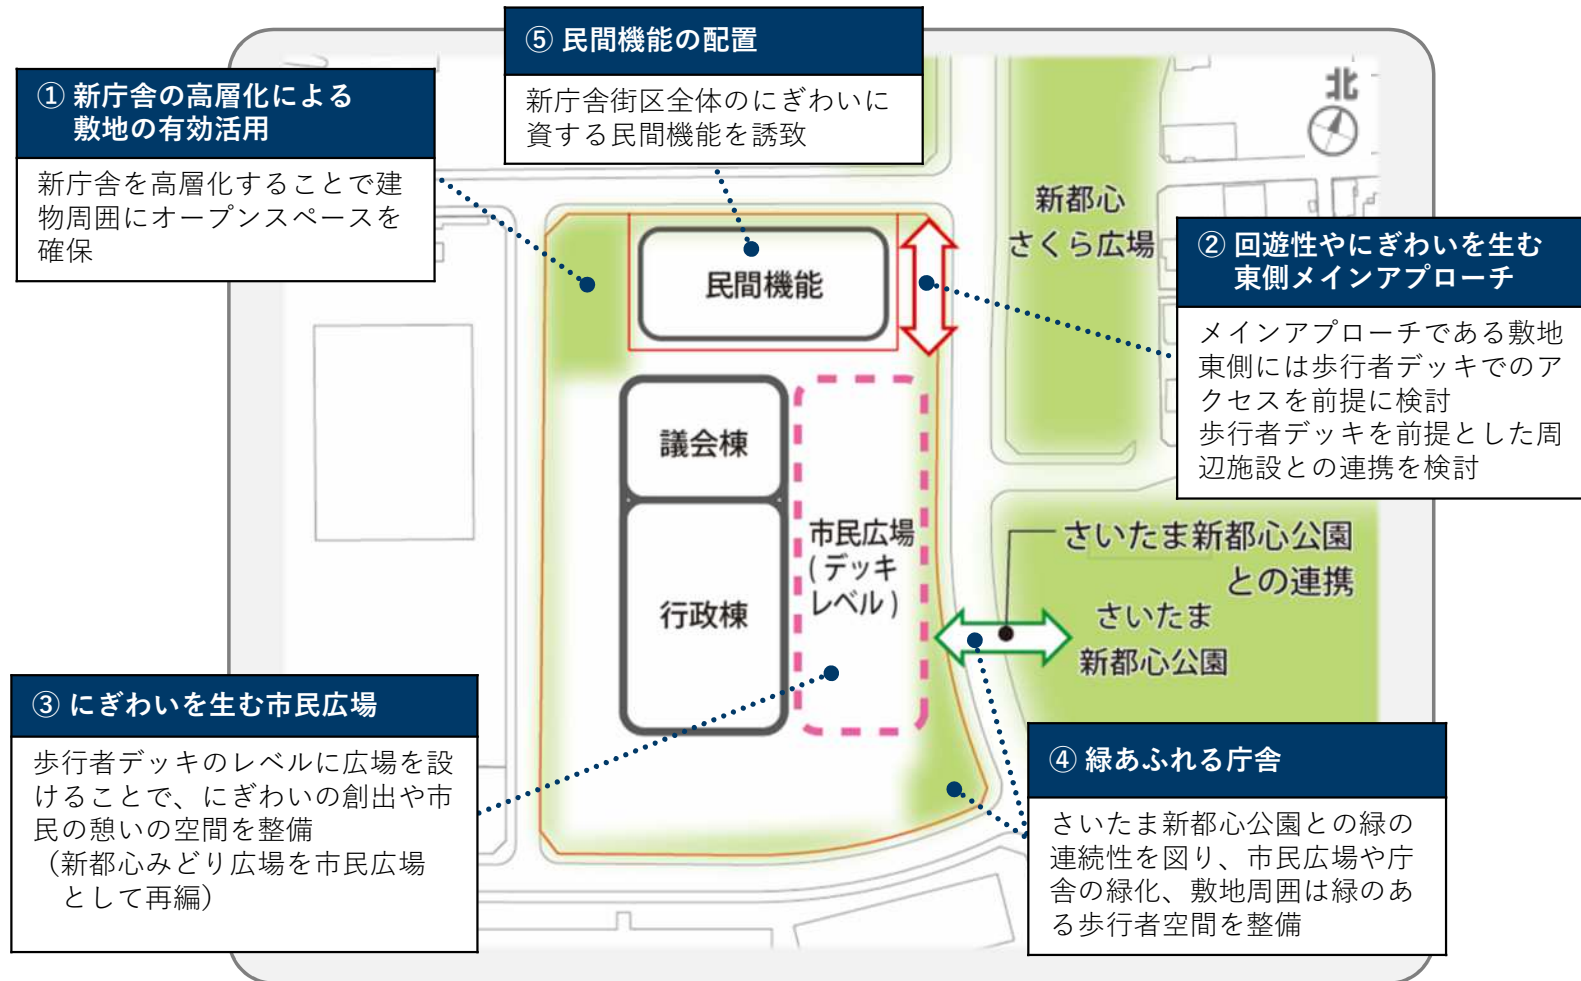 ⑤ 民間機能の配置
新庁舎街区全体のにぎわいに
資する民間機能を誘致
① 新庁舎の高層化による
敷地の有効活用
新庁舎を高層化することで建
物周囲にオープンスペースを
確保
北
新都心
さくら広場
② 回遊性やにぎわいを生む
東側メインアプローチ
メインアプローチである敷地
東側には歩行者デッキでのア
クセスを前提に検討
歩行者デッキを前提とした周
辺施設との連携を検討
民間機能
議会棟
行政棟
市民広場
(デッキ
レベル)
さいたま新都心公園
との連携
さいたま
新都心公園
③ にぎわいを生む市民広場
歩行者デッキのレベルに広場を設
けることで、にぎわいの創出や市
民の憩いの空間を整備
（新都心みどり広場を市民広場
として再編）
④ 緑あふれる庁舎
さいたま新都心公園との緑の
連続性を図り、市民広場や庁
舎の緑化、敷地周囲は緑のあ
る歩行者空間を整備